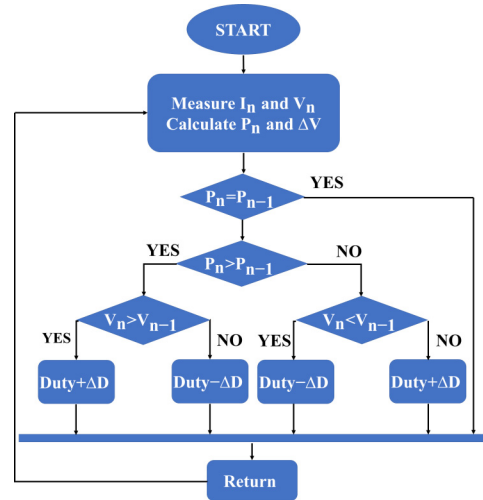 START
Measure Iₙ and Vₙ
Calculate Pₙ and ΔV
YES
Pₙ=Pₙ₋₁
YES
Pₙ>Pₙ₋₁
NO
Vₙ>Vₙ₋₁
Vₙ<Vₙ₋₁
YES
NO
YES
NO
Duty+ΔD
Duty−ΔD
Duty−ΔD
Duty+ΔD
Return